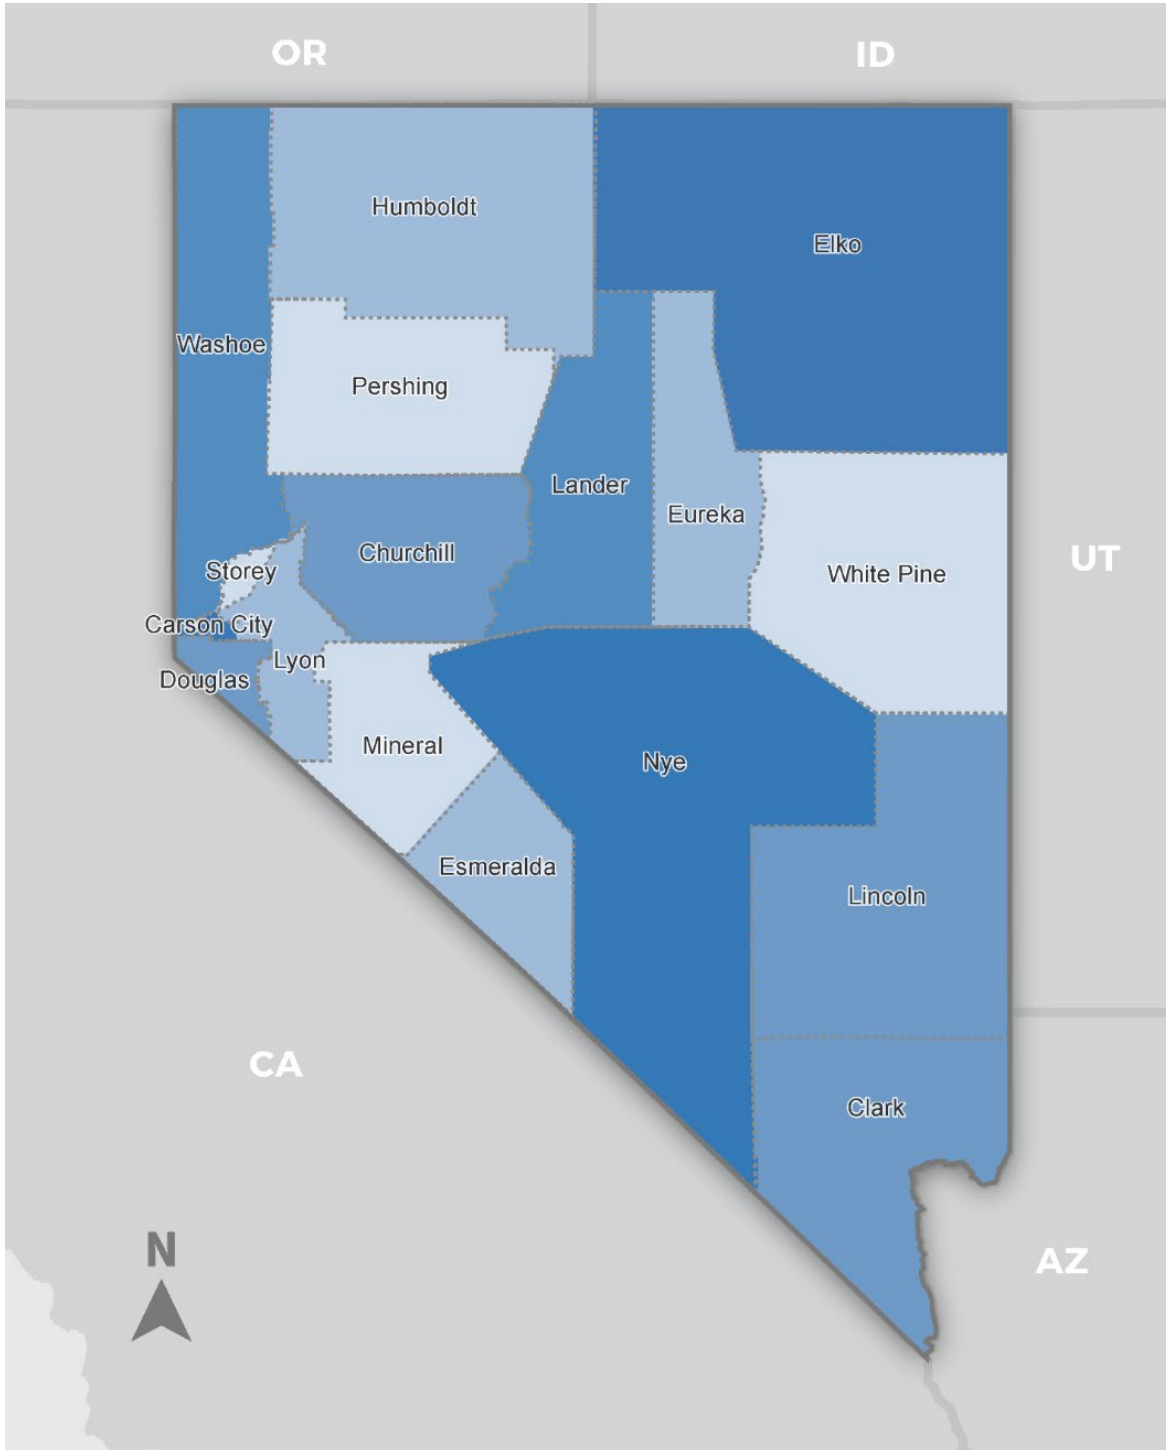 OR
ID
Humboldt
Elko
Washoe
Pershing
Lander
Eureka
Churchill
UT
Storey
White Pine
Carson City
Lyon
Douglas
Mineral
Nye
Esmeralda
Lincoln
CA
Clark
N
AZ